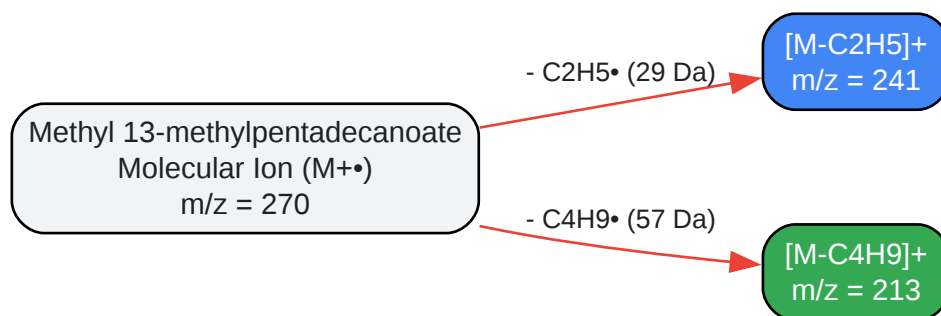 [M-C2H5]+
m/z = 241
- C2H5• (29 Da)
Methyl 13-methylpentadecanoate
Molecular Ion (M+•)
m/z = 270
- C4H9• (57 Da)
[M-C4H9]+
m/z = 213